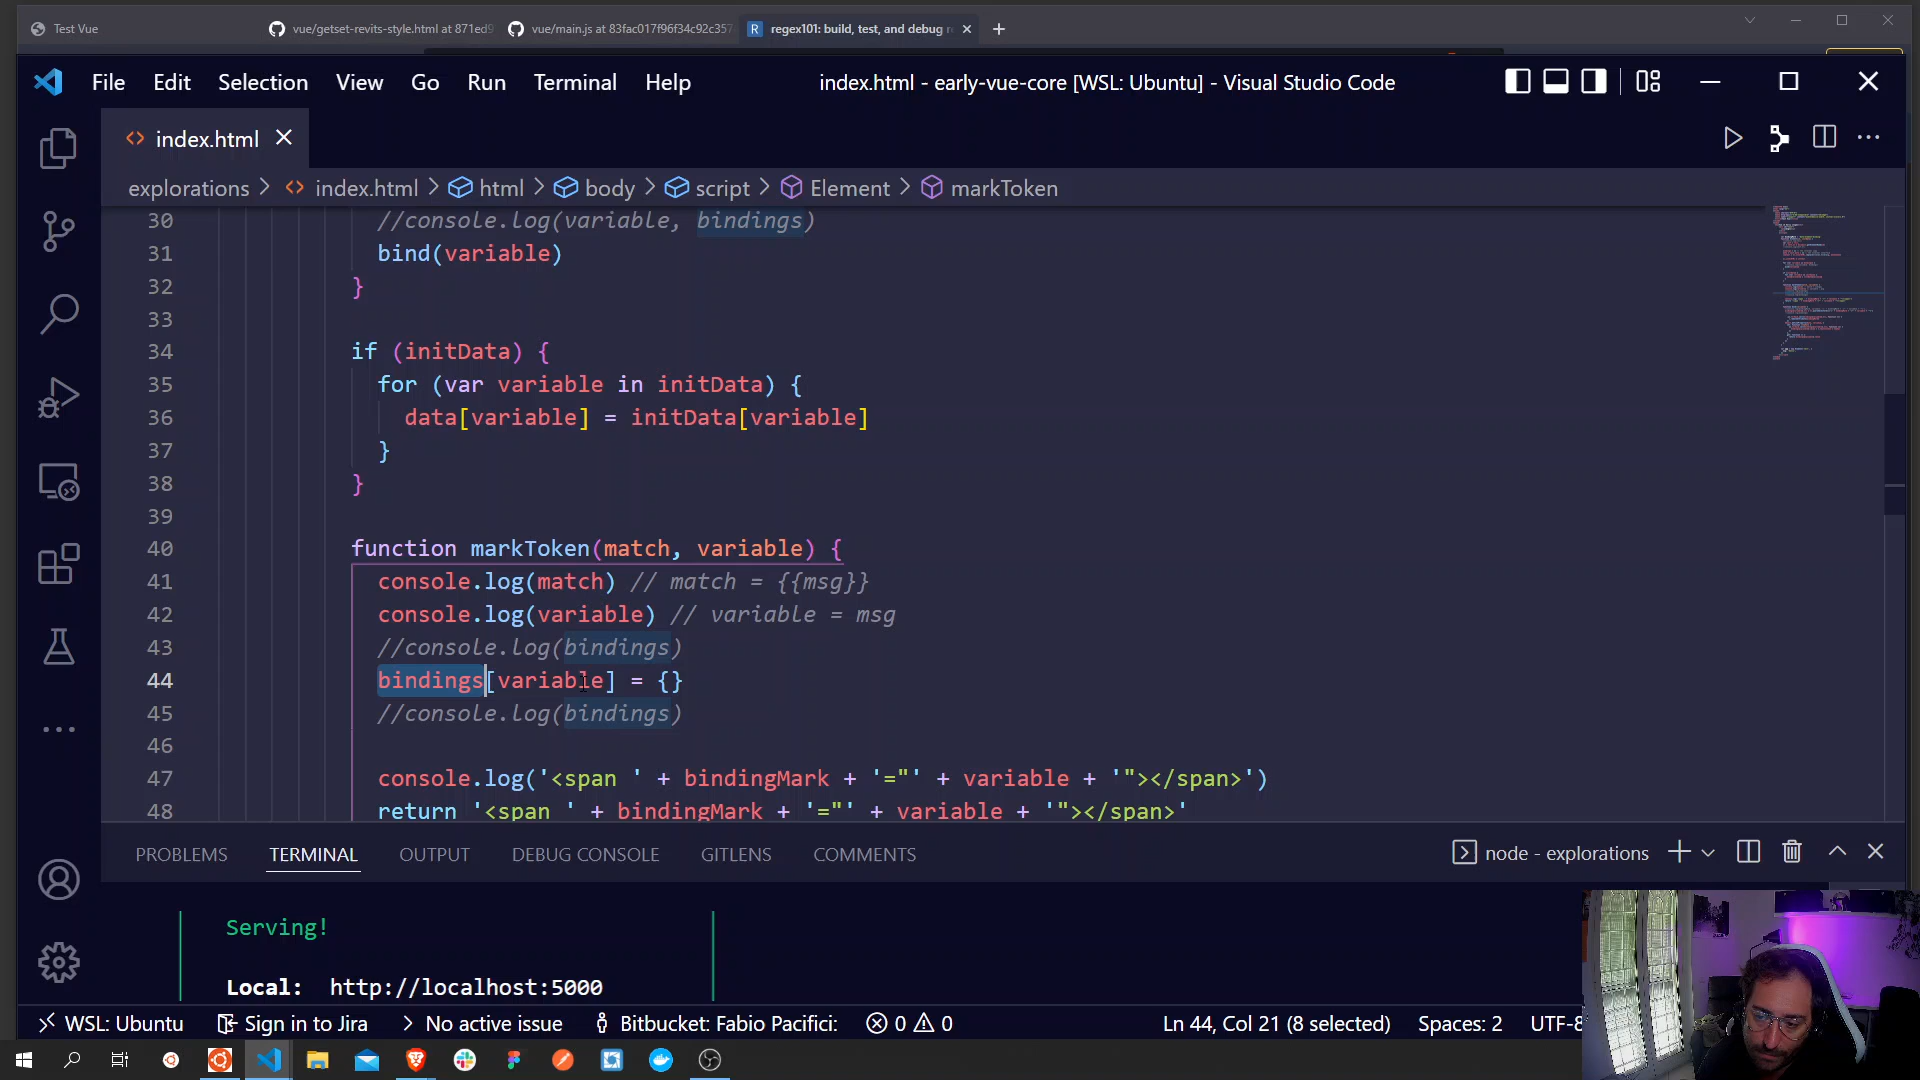 Test Vue
vue/getset-revits-style.html at 871ed9
vue/main.js at 83fac017f96f34c92c357
R regex101: build, test, and debug r
File Edit Selection View Go Run Terminal Help
index.html - early-vue-core [WSL: Ubuntu] - Visual Studio Code
index.html
explorations > index.html > html > body > script > Element > markToken
30 //console.log(variable, bindings)
31 bind(variable)
32 }
33
34 if (initData) {
35 for (var variable in initData) {
36 data[variable] = initData[variable]
37 }
38 }
39
40 function markToken(match, variable) {
41 console.log(match) // match = {{msg}}
42 console.log(variable) // variable = msg
43 //console.log(bindings)
44 bindings[variable] = {}
45 //console.log(bindings)
46
47 console.log('<span ' + bindingMark + '="' + variable + '"></span>')
48 return '<span ' + bindingMark + '="' + variable + '"></span>'
PROBLEMS TERMINAL OUTPUT DEBUG CONSOLE GITLENS COMMENTS
node - explorations
Serving!
Local: http://localhost:5000
WSL: Ubuntu Sign in to Jira No active issue Bitbucket: Fabio Pacifici: 0 0 Ln 44, Col 21 (8 selected) Spaces: 2 UTF-8